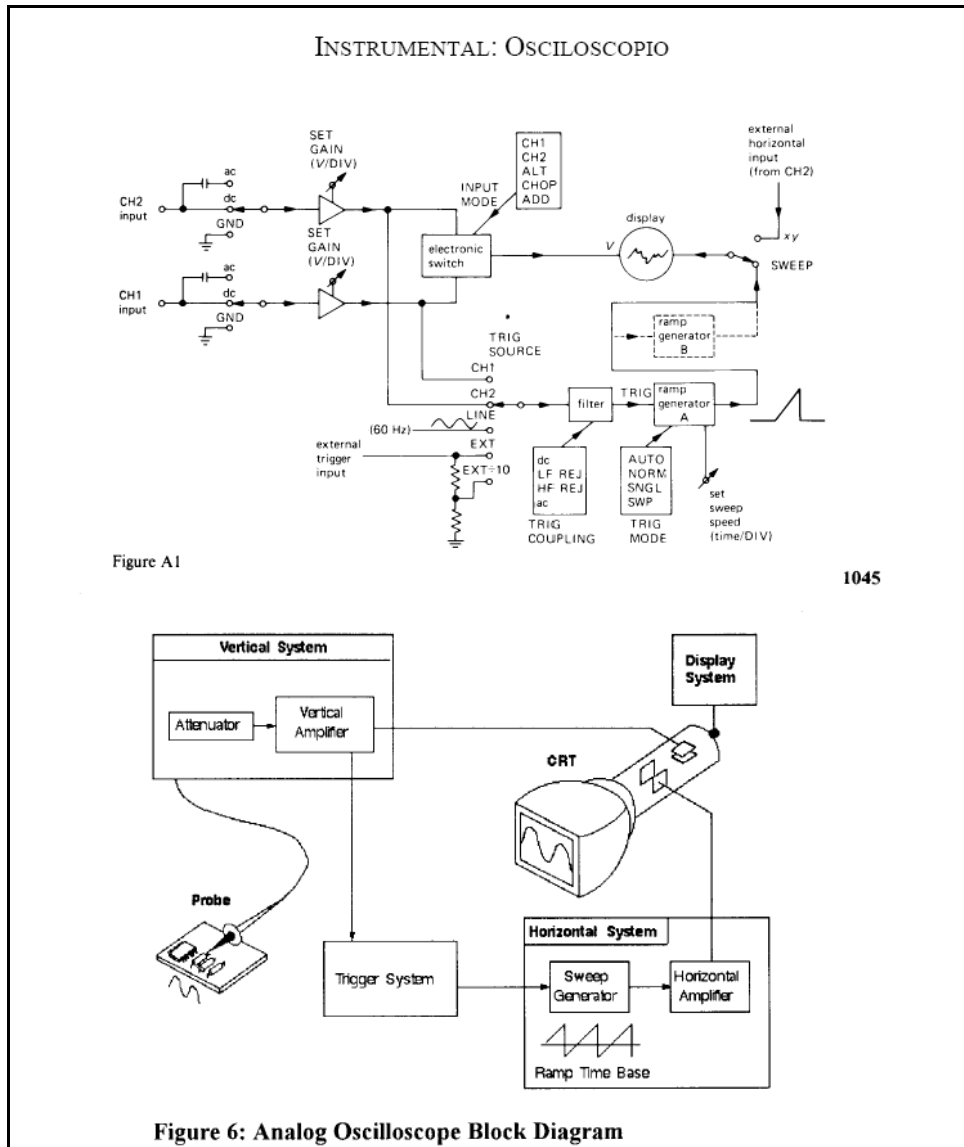 INSTRUMENTAL: OSCILOSCOPIO
SET
GAIN
(V/DIV)
ac
CH2
input
dc
GND
SET
GAIN
(V/DIV)
ac
CH1
input
dc
GND
INPUT
MODE
CH1
CH2
ALT
CHOP
ADD
electronic
switch
display
V
external
horizontal
input
(from CH2)
xy
SWEEP
ramp
generator
B
TRIG
SOURCE
CH1
CH2
LINE
(60 Hz)
EXT
external
trigger
input
EXT÷10
filter
TRIG
ramp
generator
A
dc
LF REJ
HF REJ
ac
TRIG
COUPLING
AUTO
NORM
SNGL
SWP
TRIG
MODE
set
sweep
speed
(time/DIV)
Figure A1
1045
Vertical System
Attenuator
Vertical
Amplifier
Display
System
CRT
Probe
Trigger System
Horizontal System
Sweep
Generator
Horizontal
Amplifier
Ramp Time Base
Figure 6: Analog Oscilloscope Block Diagram